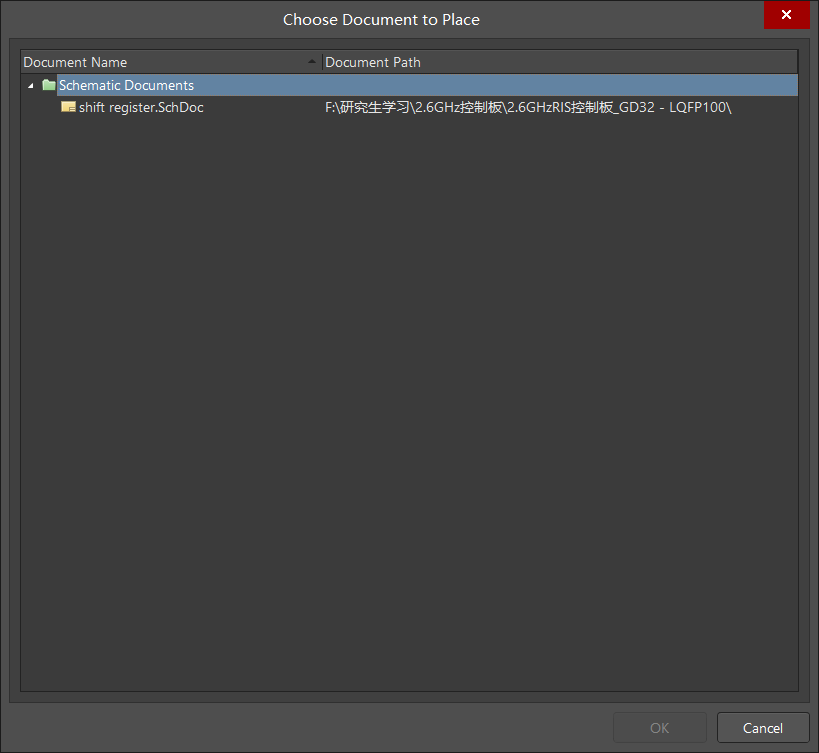 Choose Document to Place
Document Name Document Path
Schematic Documents
shift register.SchDoc F:\研究生学习\2.6GHz控制板\2.6GHzRIS控制板_GD32 - LQFP100\
OK Cancel